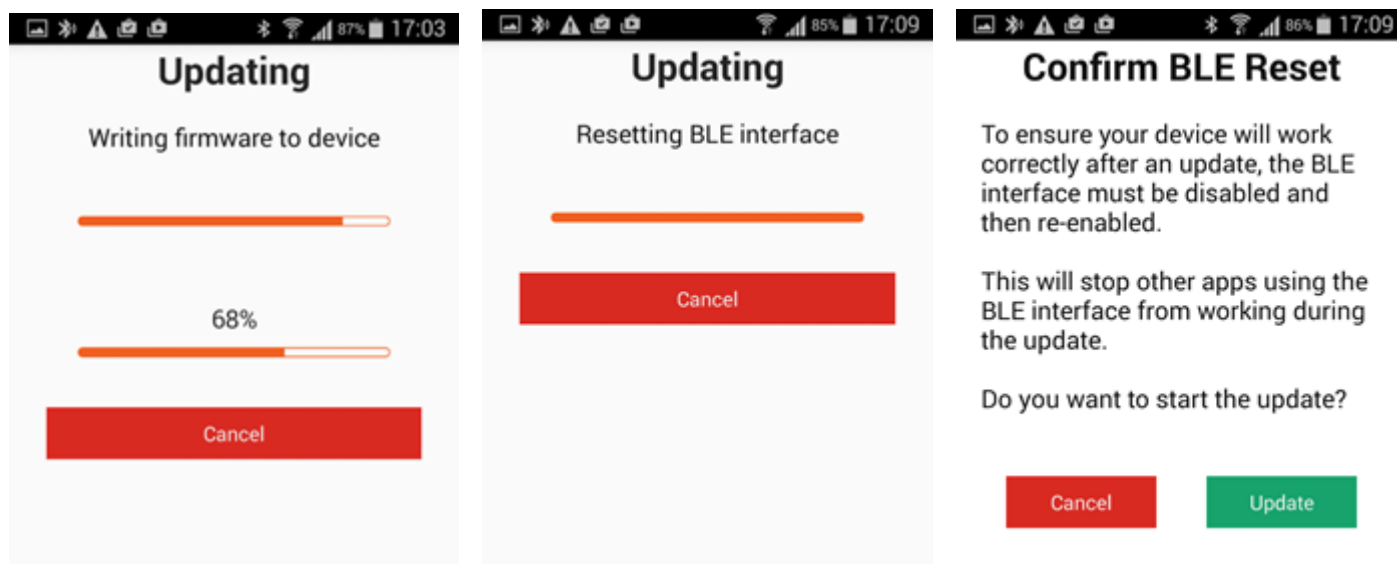 87% 17:03
Updating
Writing firmware to device
68%
Cancel
85% 17:09
Updating
Resetting BLE interface
Cancel
86% 17:09
Confirm BLE Reset
To ensure your device will work
correctly after an update, the BLE
interface must be disabled and
then re-enabled.
This will stop other apps using the
BLE interface from working during
the update.
Do you want to start the update?
Cancel
Update